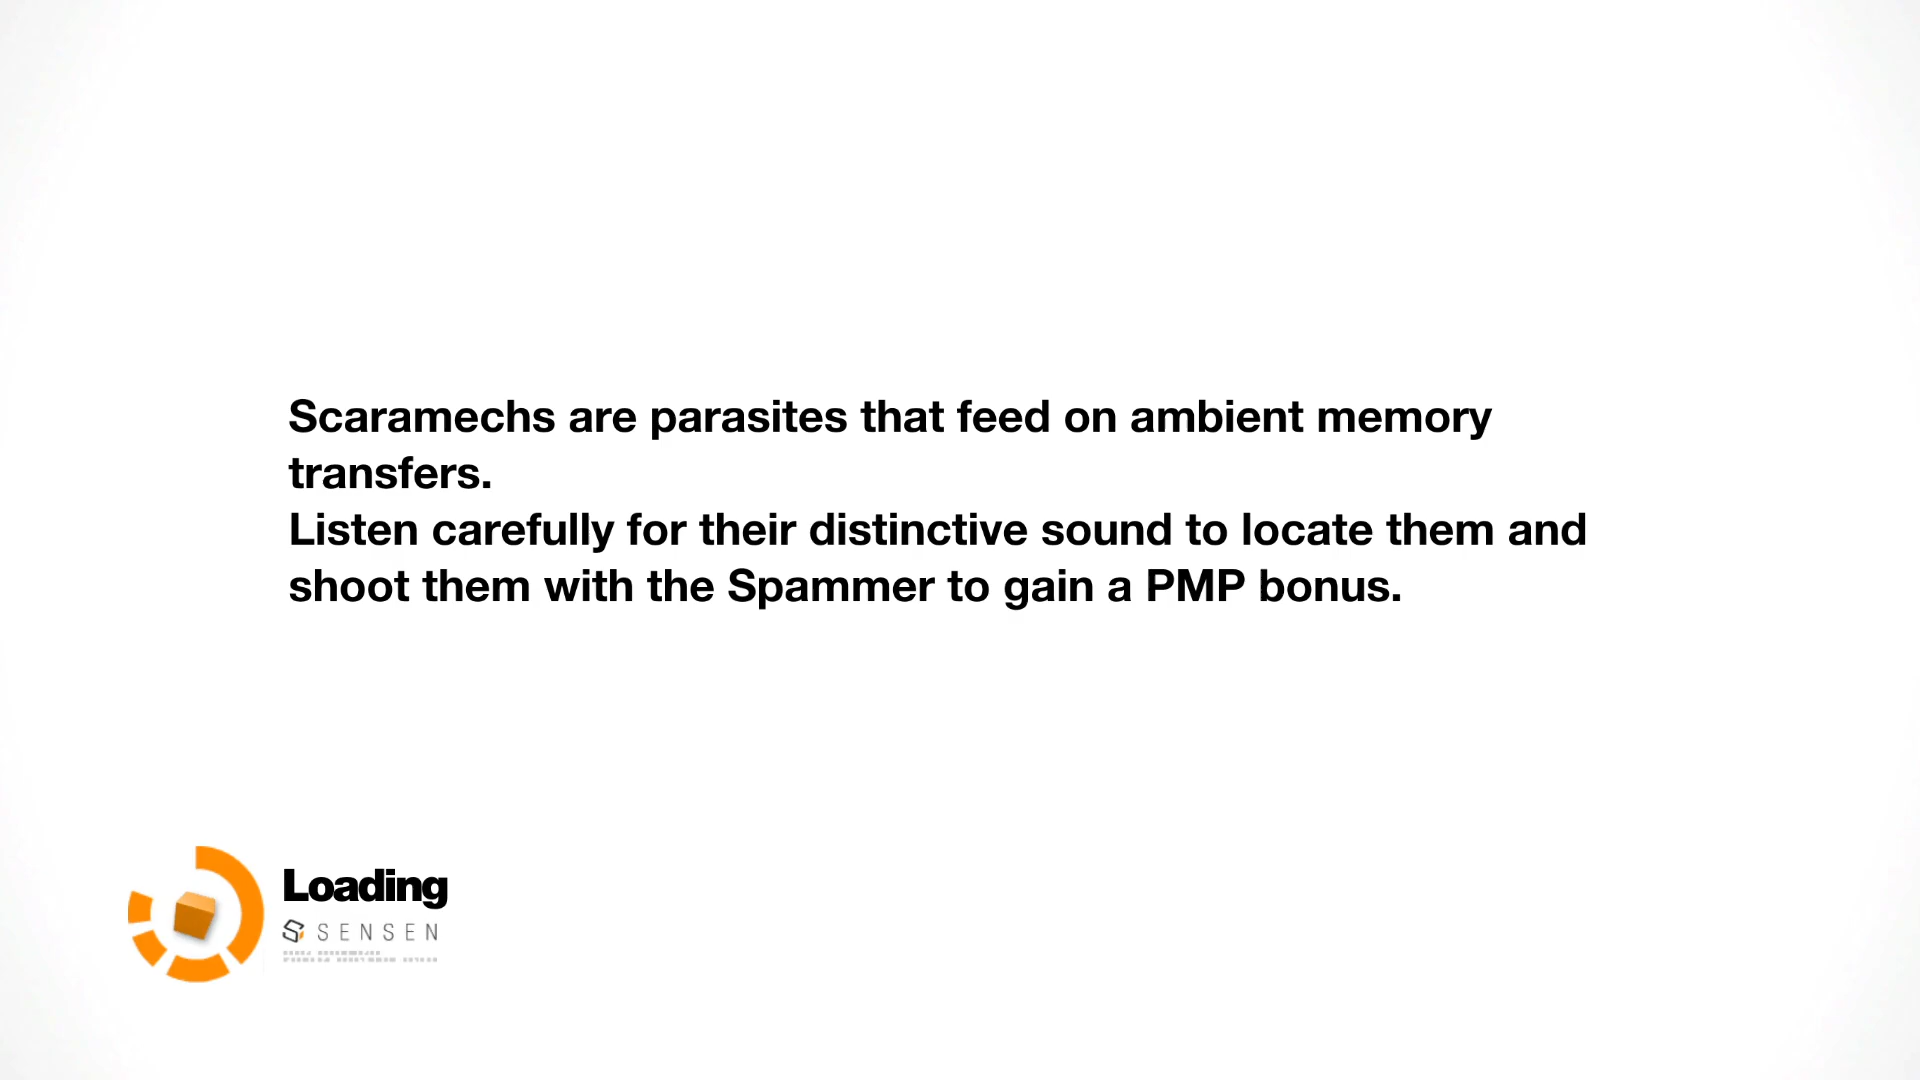 Scaramechs are parasites that feed on ambient memory
transfers.
Listen carefully for their distinctive sound to locate them and
shoot them with the Spammer to gain a PMP bonus.
Loading
SENSEN